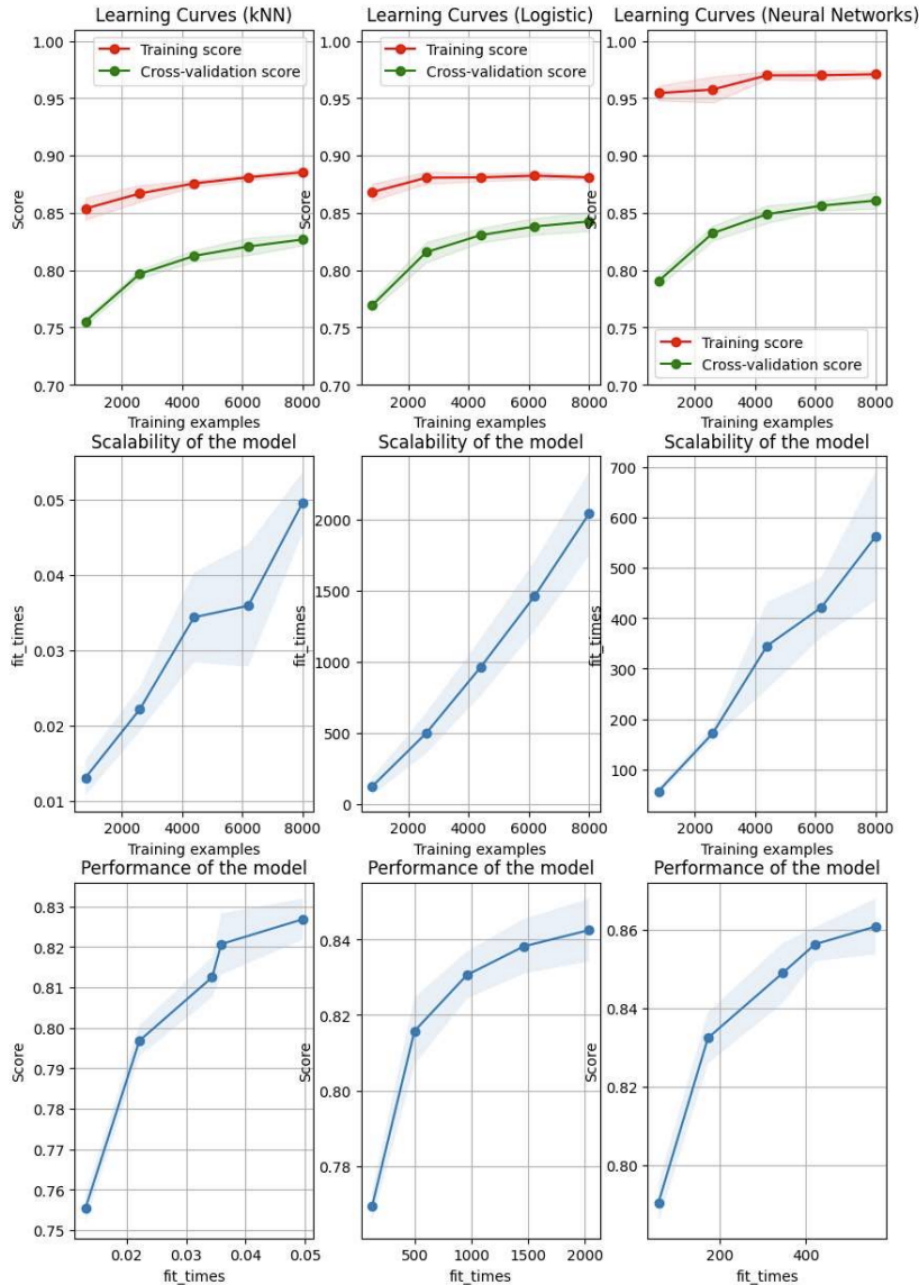 Learning Curves (kNN)
Learning Curves (Logistic)
Learning Curves (Neural Networks)
1.00
0.95
0.90
0.85
0.80
0.75
0.70
Score
Training score
Cross-validation score
2000 4000 6000 8000
Training examples
1.00
0.95
0.90
0.85
0.80
0.75
0.70
Score
Training score
Cross-validation score
2000 4000 6000 8000
Training examples
1.00
0.95
0.90
0.85
0.80
0.75
0.70
Score
Training score
Cross-validation score
2000 4000 6000 8000
Training examples
Scalability of the model
0.05
0.04
0.03
0.02
0.01
fit_times
2000 4000 6000 8000
Training examples
Scalability of the model
2000
1500
1000
500
0
fit_times
2000 4000 6000 8000
Training examples
Scalability of the model
700
600
500
400
300
200
100
fit_times
2000 4000 6000 8000
Training examples
Performance of the model
0.83
0.82
0.81
0.80
0.79
0.78
0.77
0.76
0.75
Score
0.02 0.03 0.04 0.05
fit_times
Performance of the model
0.84
0.82
0.80
0.78
Score
500 1000 1500 2000
fit_times
Performance of the model
0.86
0.84
0.82
0.80
Score
200 400
fit_times